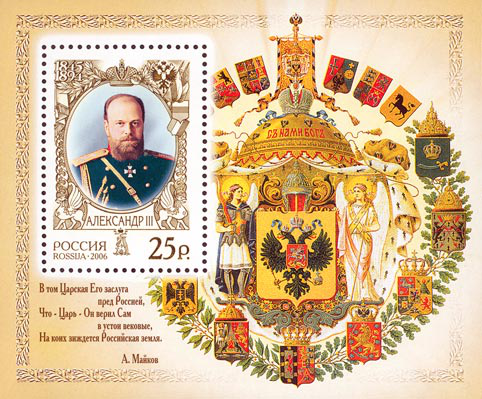 1845
1894
АЛЕКСАНДР III
РОССИЯ
ROSSIJA · 2006
25 р.
СЪ НАМИ БОГЪ
В том Царская Его заслуга
пред Россией,
Что - Царь - Он верил Сам
в устои вековые,
На коих зиждется Российская земля.
А. Майков